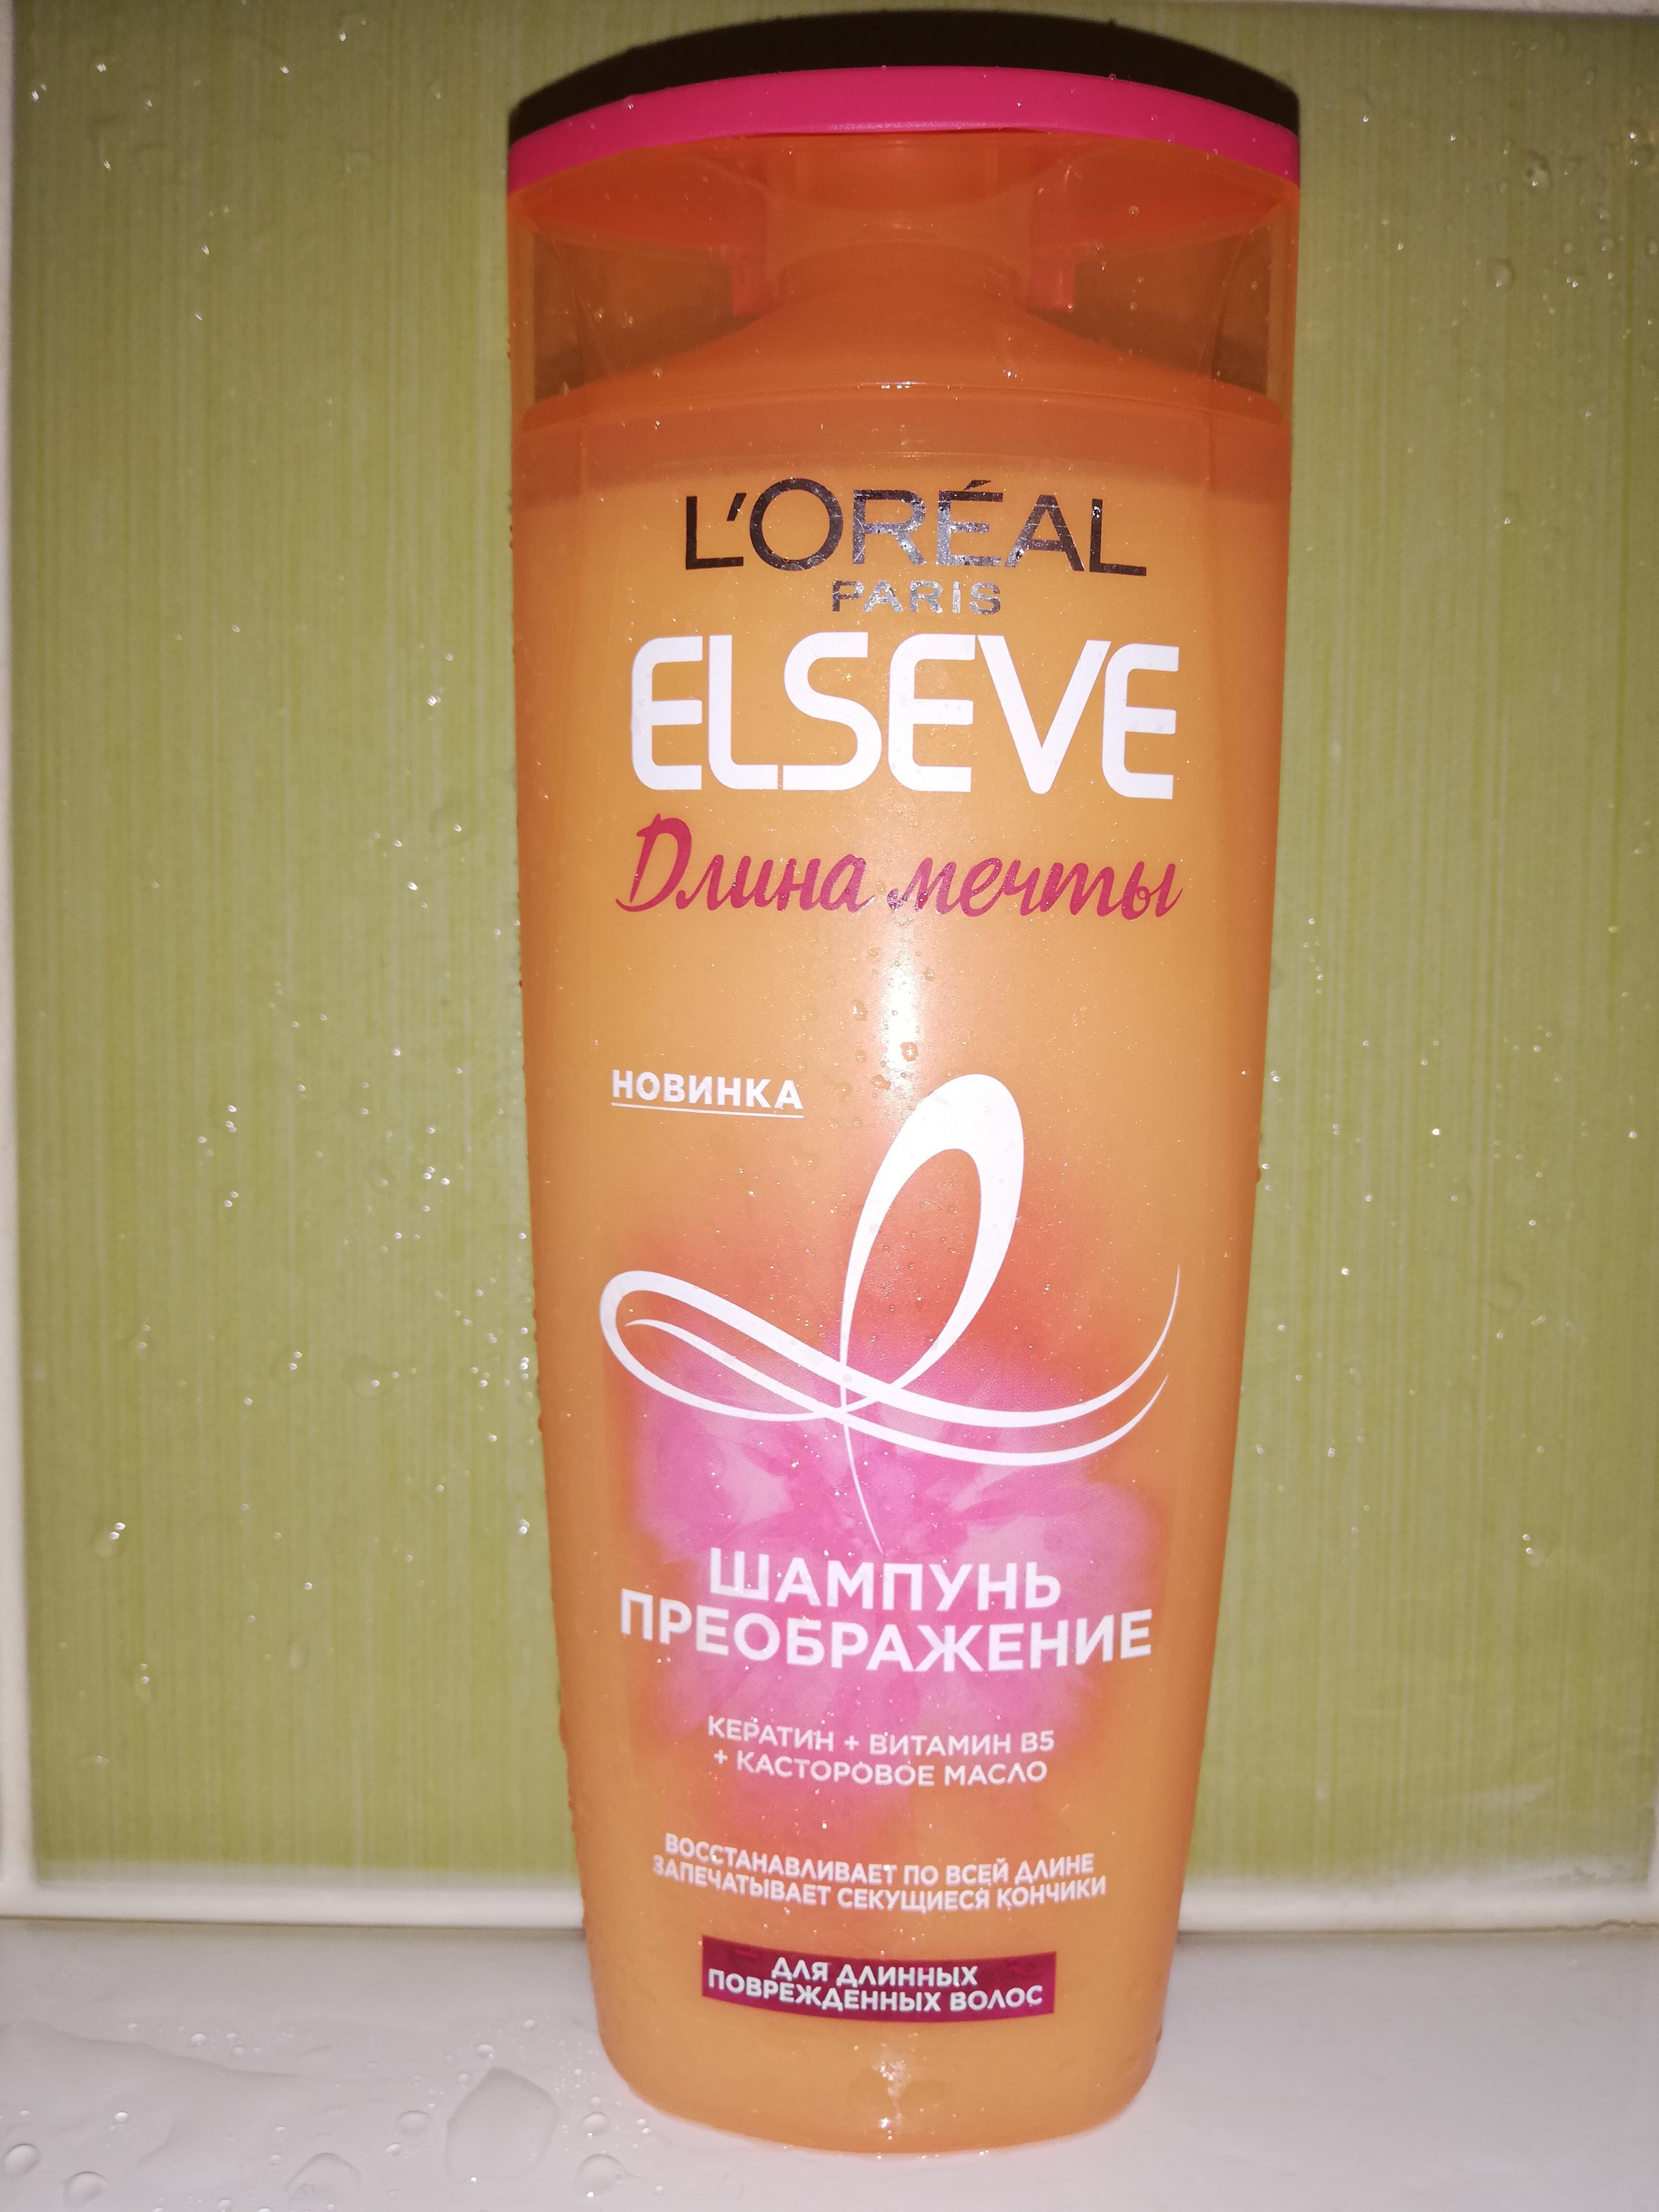 L'ORÉAL
PARIS
ELSEVE
Длина мечты
НОВИНКА
ШАМПУНЬ
ПРЕОБРАЖЕНИЕ
КЕРАТИН + ВИТАМИН В5
+ КАСТОРОВОЕ МАСЛО
ВОССТАНАВЛИВАЕТ ПО ВСЕЙ ДЛИНЕ
ЗАПЕЧАТЫВАЕТ СЕКУЩИЕСЯ КОНЧИКИ
ДЛЯ ДЛИННЫХ
ПОВРЕЖДЕННЫХ ВОЛОС